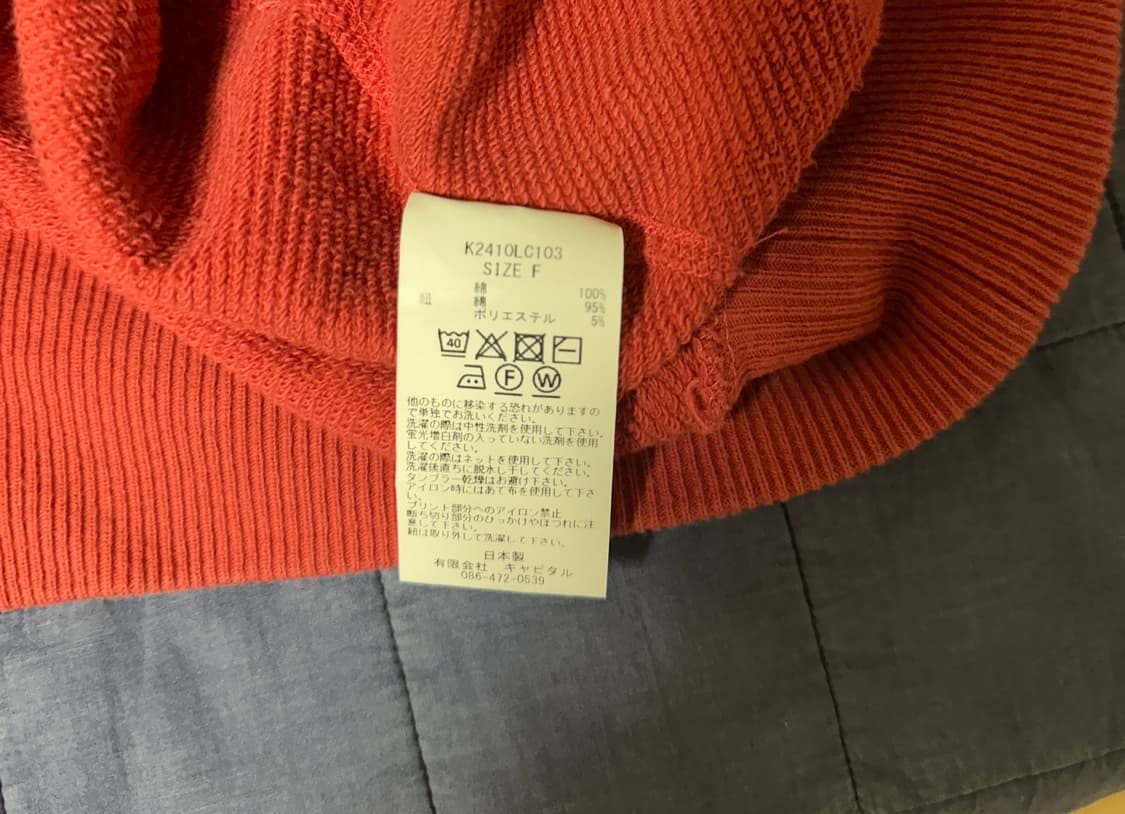 K2410LC103
SIZE F
綿 100%
紐 綿 95%
ポリエステル 5%
40
F W
他のものに移染する恐れがありますの
で単独でお洗いください。
洗濯の際は中性洗剤を使用して下さい。
蛍光増白剤の入っていない洗剤を使用
してください。
洗濯の際はネットを使用して下さい。
洗濯後直ちに脱水し干してください。
タンブラー乾燥はお避け下さい。
アイロン時にはあて布を使用して下さ
い。
プリント部分へのアイロン禁止
断ち切り部分のひっかけやほつれに注
意して下さい。
紐は取り外して洗濯して下さい。
日本製
有限会社 キャピタル
086-472-0539